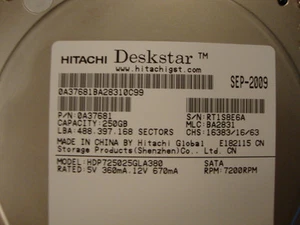 HITACHI Deskstar™
www.hitachigst.com
SEP-2009
0A37681BA28310C99
P/N:0A37681 S/N:RT1S8E6A
CAPACITY:250GB MLC:BA2831
LBA:488.397.168 SECTORS CHS:16383/16/63
MADE IN CHINA BY Hitachi Global E182115 CN
Storage Products(Shenzhen)Co.. Ltd. CN
MODEL:HDP725025GLA380 SATA
RATED:5V 360mA.12V 670mA RPM:7200RPM